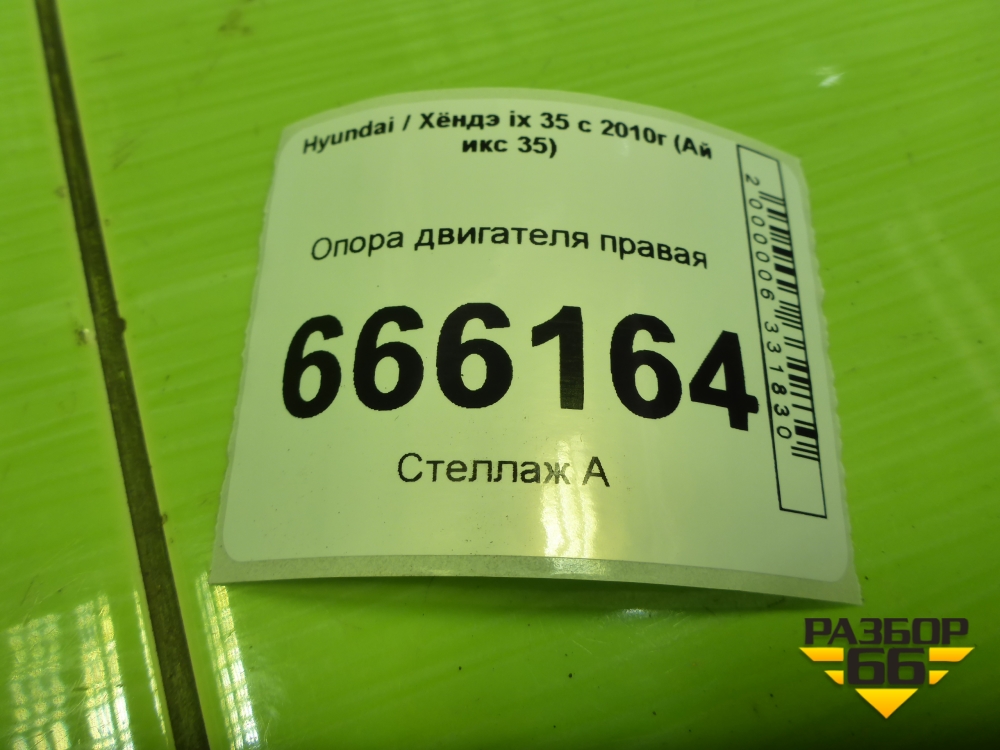 Hyundai / Хёндэ ix 35 с 2010г (Ай
икс 35)
Опора двигателя правая
666164
Стеллаж А
2000006331830
РАЗБОР
66